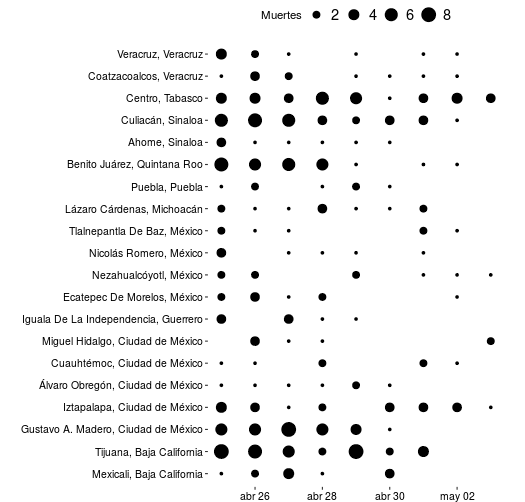 Muertes 2 4 6 8
Veracruz, Veracruz
Coatzacoalcos, Veracruz
Centro, Tabasco
Culiacán, Sinaloa
Ahome, Sinaloa
Benito Juárez, Quintana Roo
Puebla, Puebla
Lázaro Cárdenas, Michoacán
Tlalnepantla De Baz, México
Nicolás Romero, México
Nezahualcóyotl, México
Ecatepec De Morelos, México
Iguala De La Independencia, Guerrero
Miguel Hidalgo, Ciudad de México
Cuauhtémoc, Ciudad de México
Álvaro Obregón, Ciudad de México
Iztapalapa, Ciudad de México
Gustavo A. Madero, Ciudad de México
Tijuana, Baja California
Mexicali, Baja California
abr 26 abr 28 abr 30 may 02